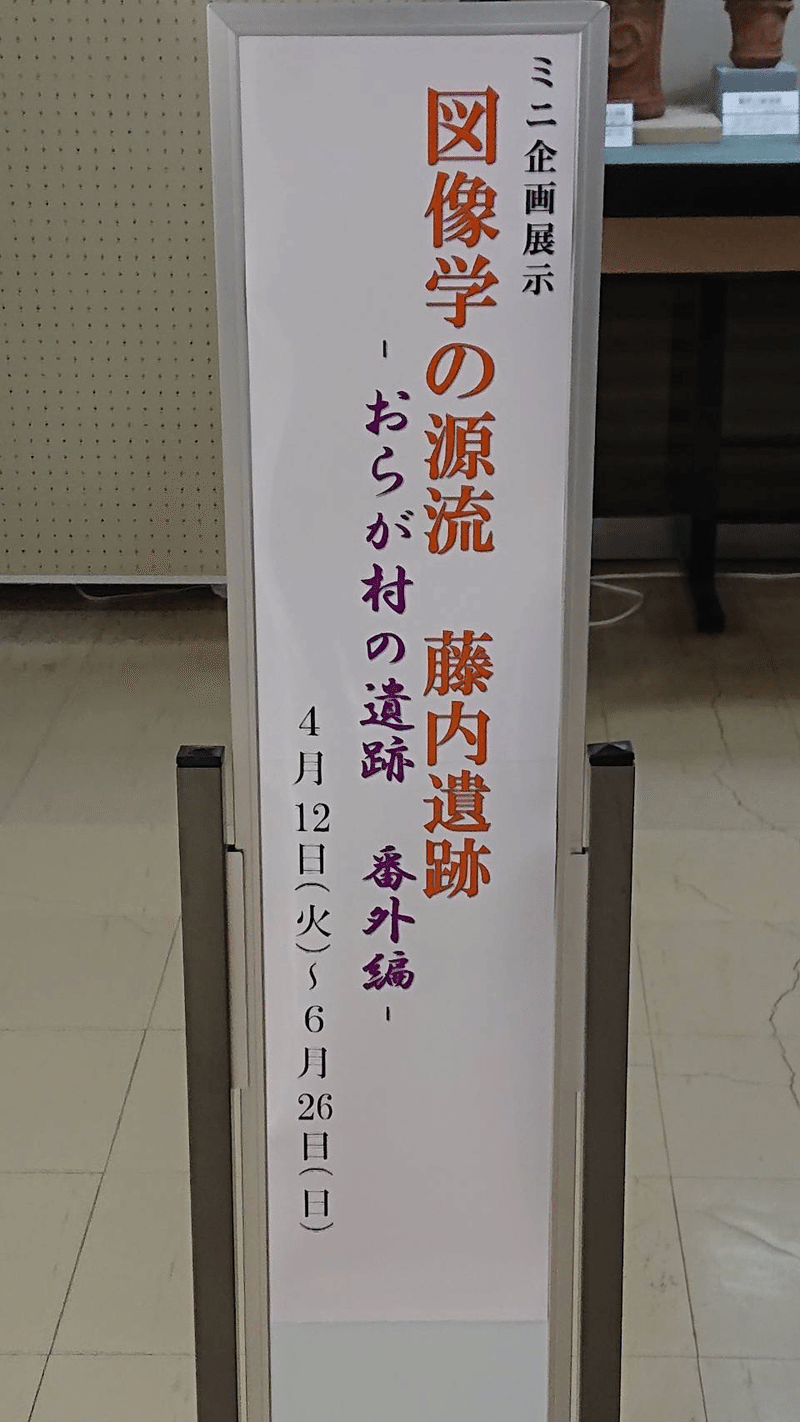 ミニ企画展示
図像学の源流　藤内遺跡
-おらが村の遺跡　番外編-
4月12日(火)～6月26日(日)